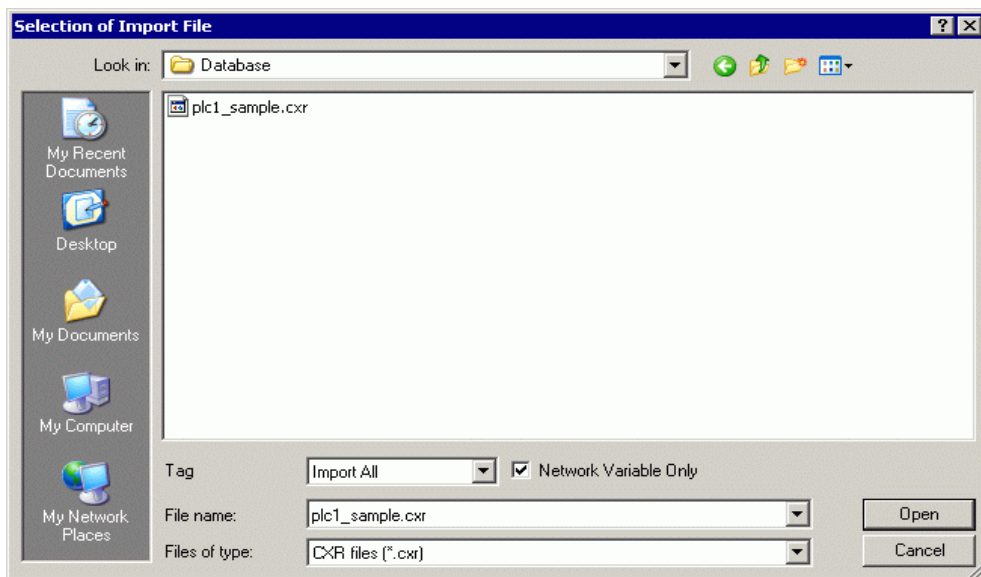 Selection of Import File
Look in: Database
plc1_sample.cxr
My Recent
Documents
Desktop
My Documents
My Computer
My Network
Places
Tag Import All Network Variable Only
File name: plc1_sample.cxr Open
Files of type: CXR files (*.cxr) Cancel